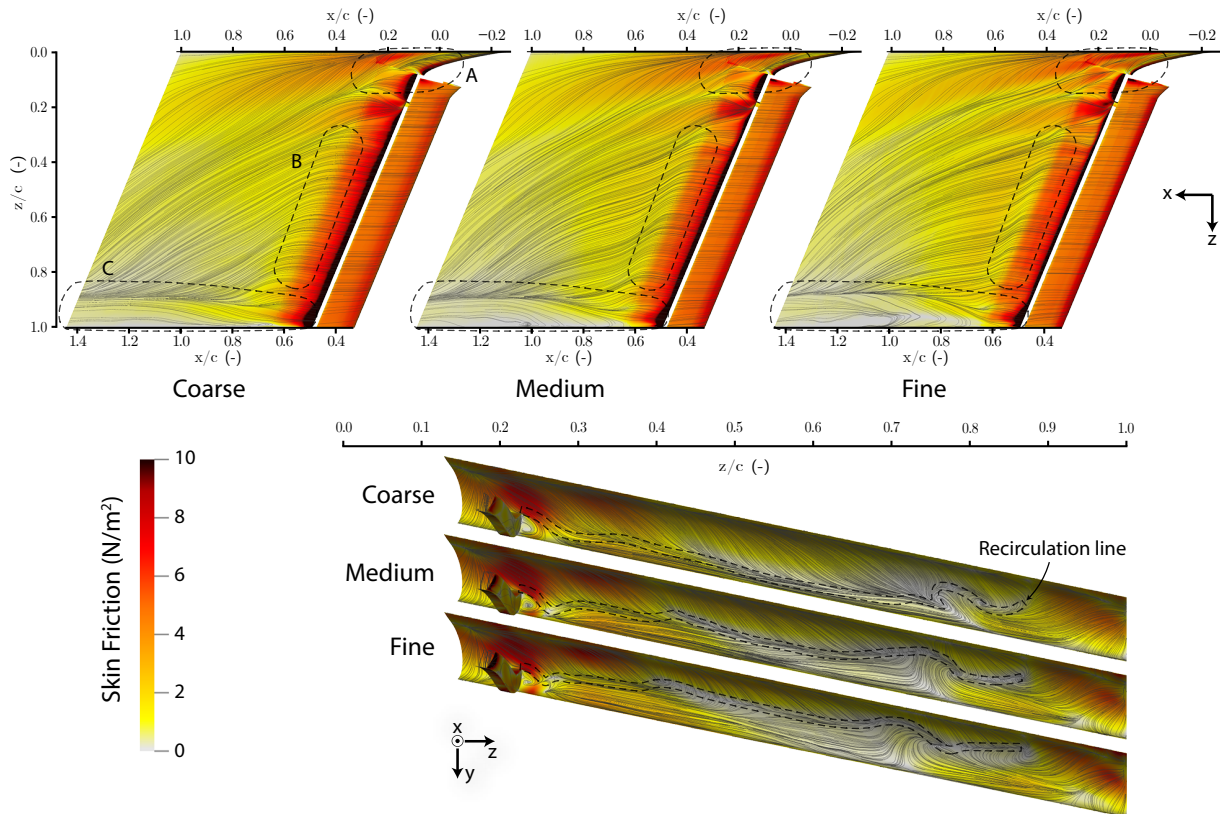 x/c (-) x/c (-) x/c (-)
1.0 0.8 0.6 0.4 0.2 0.0 −0.2 1.0 0.8 0.6 0.4 0.2 0.0 1.0 0.8 0.6 0.4 0.2 0.0 −0.2
0.0
0.2
0.4
0.6
0.8
1.0
z/c (-)
A
B
C
x
z
1.4 1.2 1.0 0.8 0.6 0.4 1.4 1.2 1.0 0.8 0.6 0.4 1.4 1.2 1.0 0.8 0.6 0.4
x/c (-) x/c (-) x/c (-)
Coarse Medium Fine
0.0 0.1 0.2 0.3 0.4 0.5 0.6 0.7 0.8 0.9 1.0
z/c (-)
Skin Friction (N/m²)
10
8
6
4
2
0
Coarse
Medium
Fine
Recirculation line
x
z
y